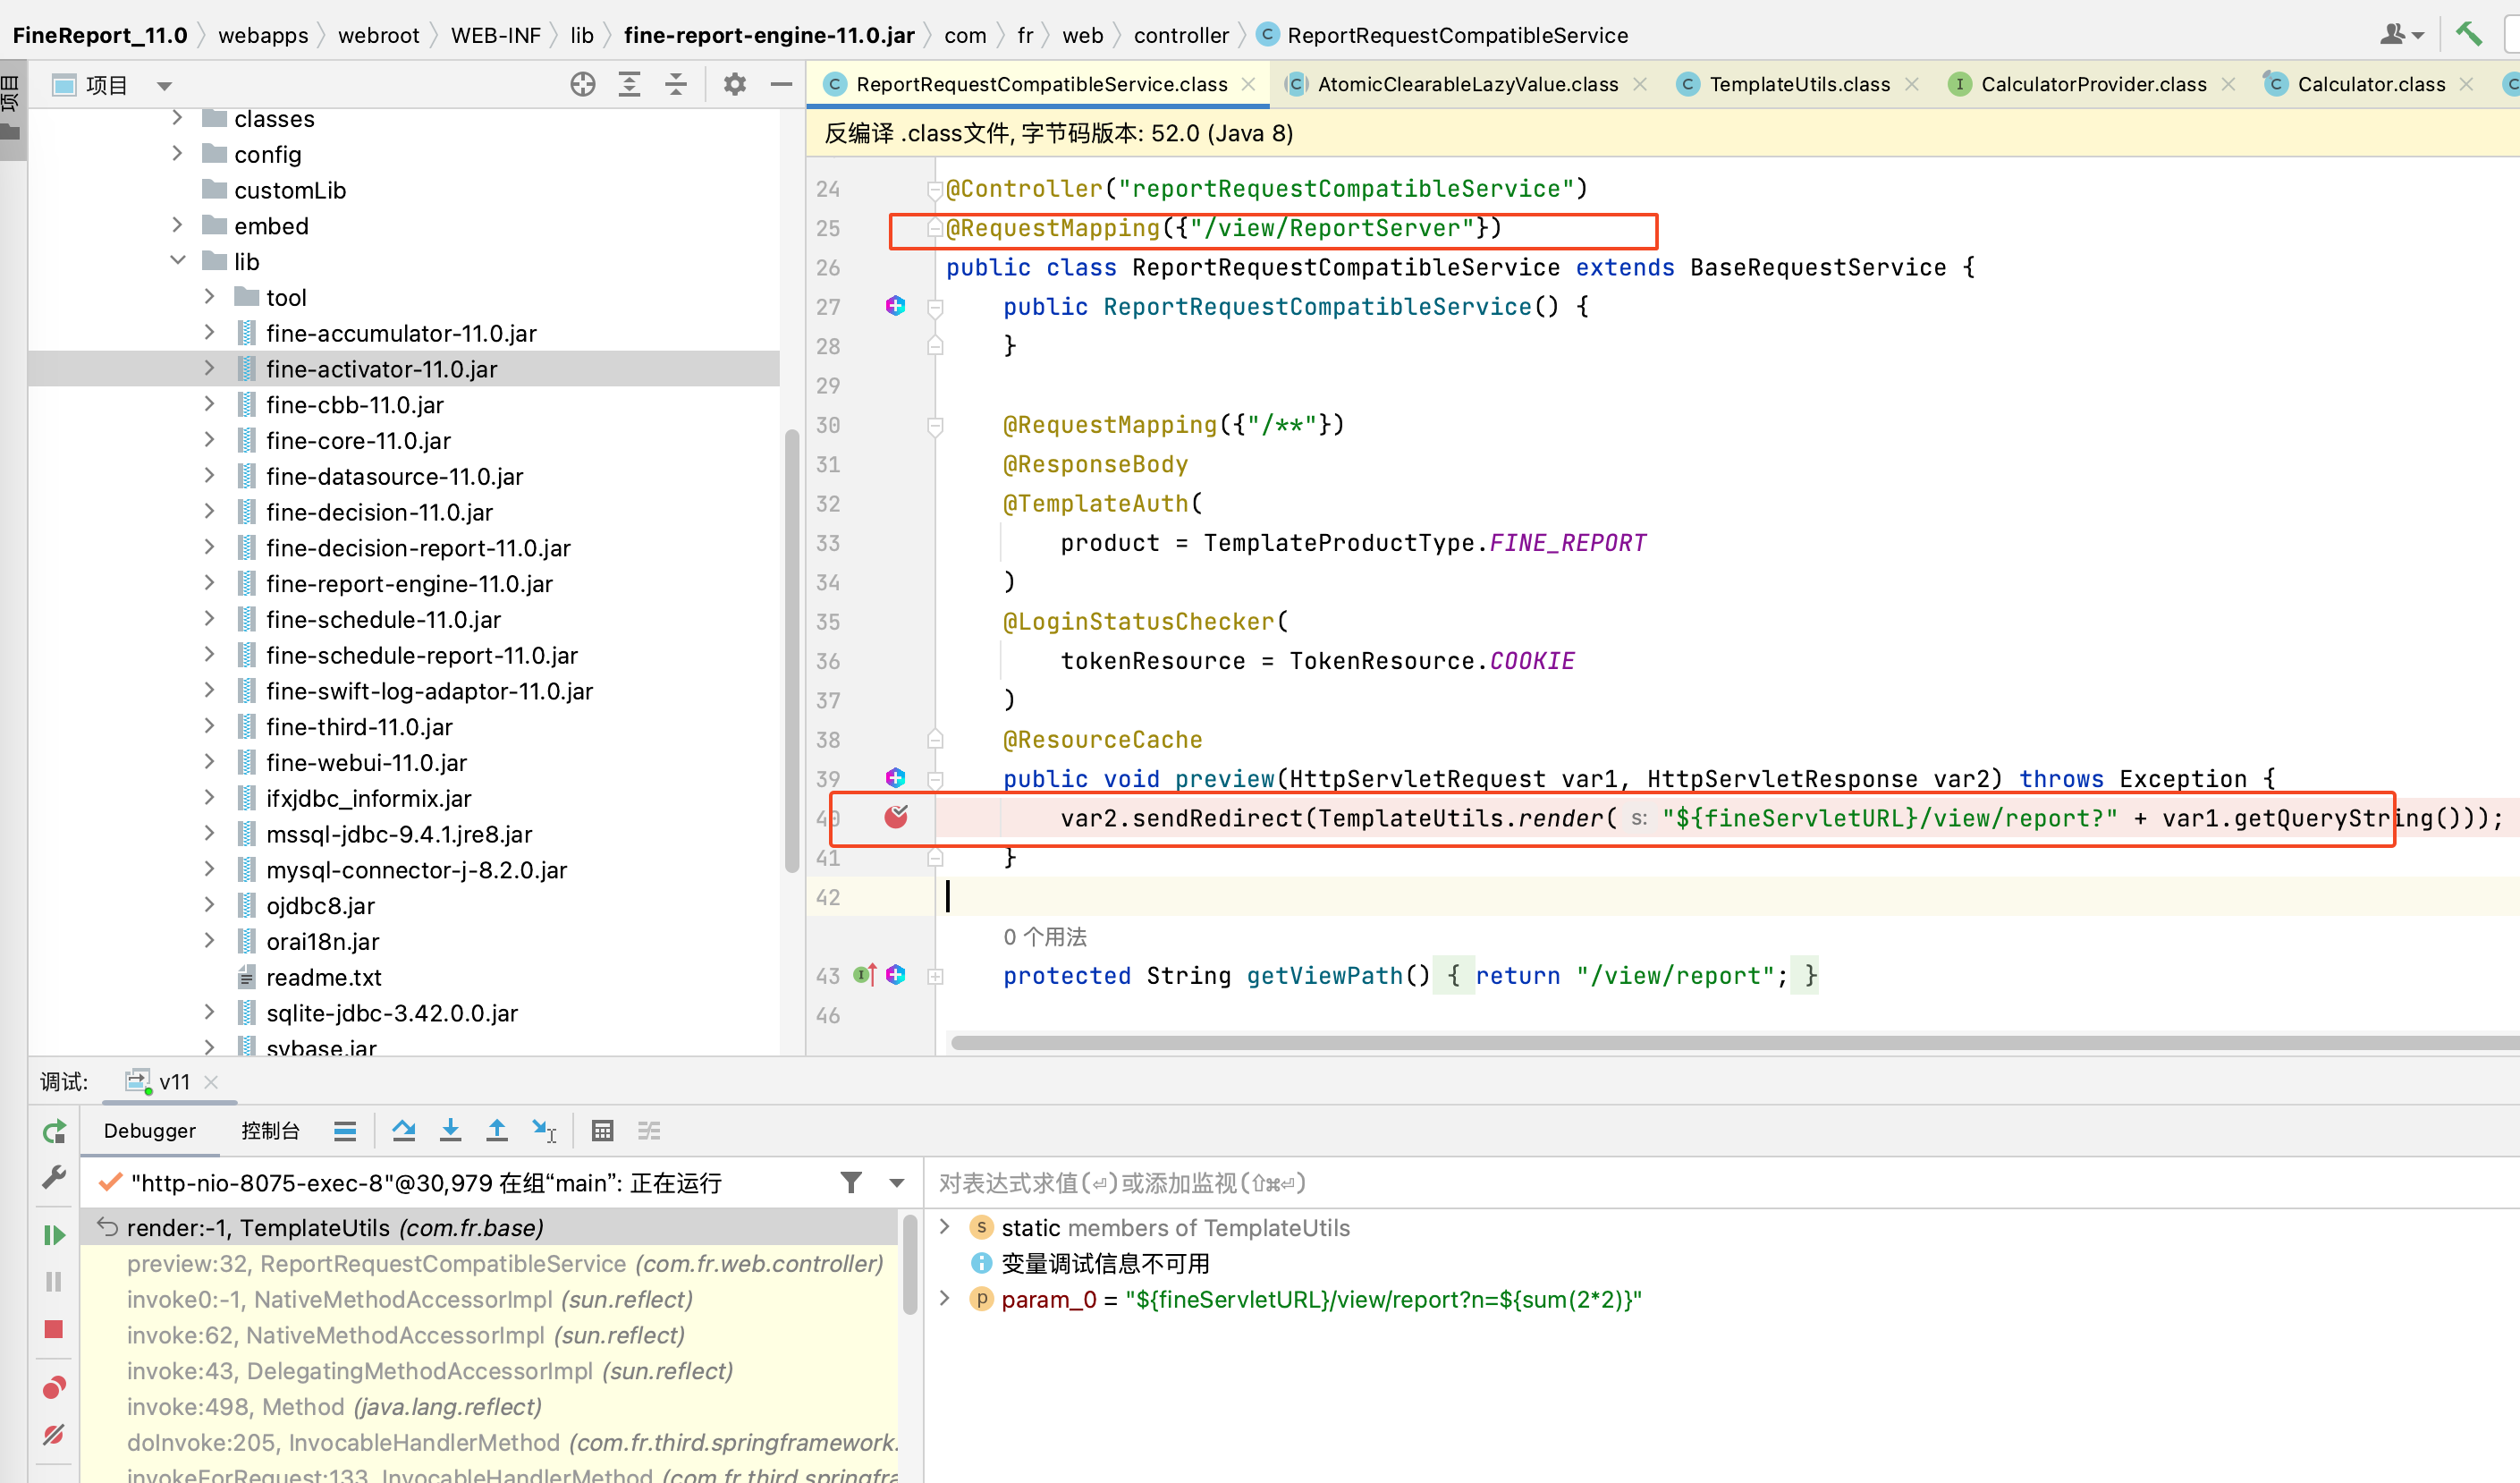 FineReport_11.0 webapps webroot WEB-INF lib fine-report-engine-11.0.jar com fr web controller ReportRequestCompatibleService
项目
项目
classes
config
customLib
embed
lib
tool
fine-accumulator-11.0.jar
fine-activator-11.0.jar
fine-cbb-11.0.jar
fine-core-11.0.jar
fine-datasource-11.0.jar
fine-decision-11.0.jar
fine-decision-report-11.0.jar
fine-report-engine-11.0.jar
fine-schedule-11.0.jar
fine-schedule-report-11.0.jar
fine-swift-log-adaptor-11.0.jar
fine-third-11.0.jar
fine-webui-11.0.jar
ifxjdbc_informix.jar
mssql-jdbc-9.4.1.jre8.jar
mysql-connector-j-8.2.0.jar
ojdbc8.jar
orai18n.jar
readme.txt
sqlite-jdbc-3.42.0.0.jar
sybase.jar
ReportRequestCompatibleService.class AtomicClearableLazyValue.class TemplateUtils.class CalculatorProvider.class Calculator.class
反编译 .class文件, 字节码版本: 52.0 (Java 8)
24 @Controller("reportRequestCompatibleService")
25 @RequestMapping({"/view/ReportServer"})
26 public class ReportRequestCompatibleService extends BaseRequestService {
27 public ReportRequestCompatibleService() {
28 }
29
30 @RequestMapping({"/**"})
31 @ResponseBody
32 @TemplateAuth(
33 product = TemplateProductType.FINE_REPORT
34 )
35 @LoginStatusChecker(
36 tokenResource = TokenResource.COOKIE
37 )
38 @ResourceCache
39 public void preview(HttpServletRequest var1, HttpServletResponse var2) throws Exception {
40 var2.sendRedirect(TemplateUtils.render( s: "${fineServletURL}/view/report?" + var1.getQueryString()));
41 }
42
0 个用法
43 protected String getViewPath() { return "/view/report"; }
46
调试: v11
Debugger 控制台
"http-nio-8075-exec-8"@30,979 在组“main”: 正在运行
render:-1, TemplateUtils (com.fr.base)
preview:32, ReportRequestCompatibleService (com.fr.web.controller)
invoke0:-1, NativeMethodAccessorImpl (sun.reflect)
invoke:62, NativeMethodAccessorImpl (sun.reflect)
invoke:43, DelegatingMethodAccessorImpl (sun.reflect)
invoke:498, Method (java.lang.reflect)
doInvoke:205, InvocableHandlerMethod (com.fr.third.springframework.
invokeForRequest:133, InvocableHandlerMethod (com.fr.third.springfra
对表达式求值(⏎)或添加监视(⇧⌘⏎)
static members of TemplateUtils
变量调试信息不可用
param_0 = "${fineServletURL}/view/report?n=${sum(2*2)}"